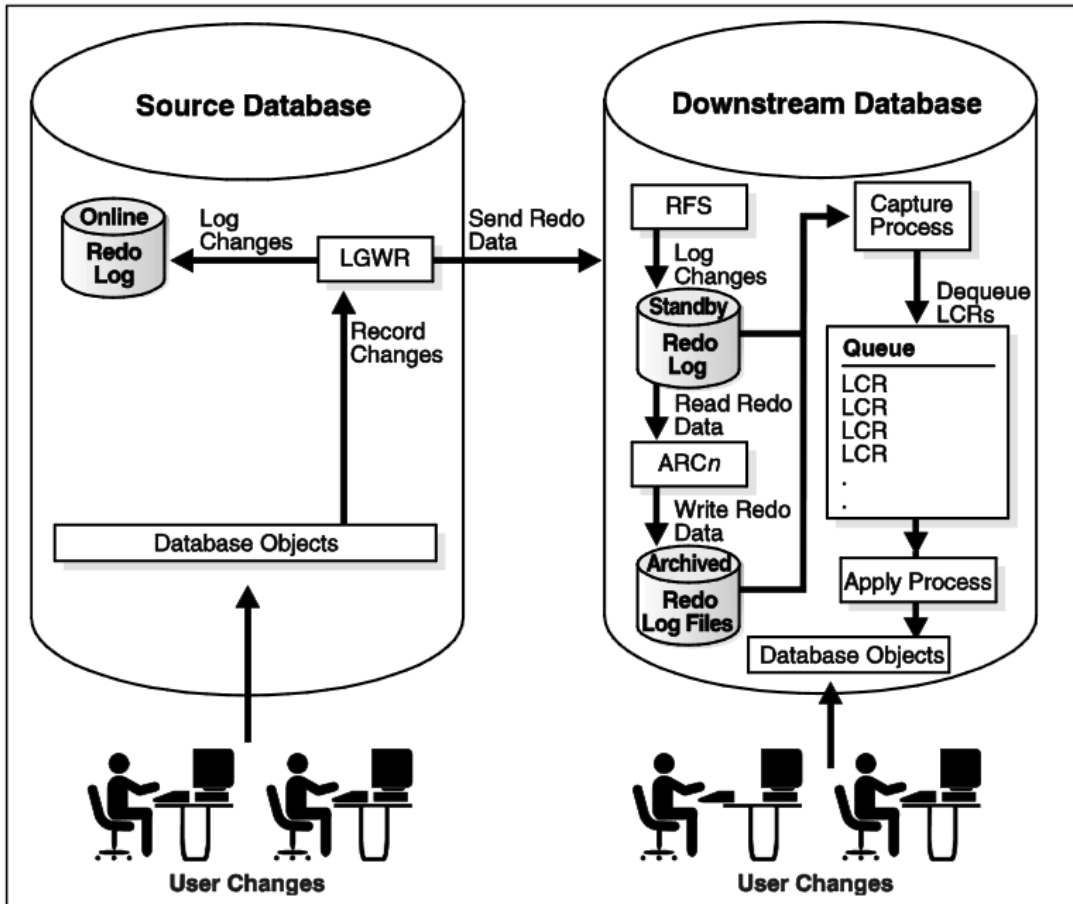 Source Database
Online
Redo
Log
Log
Changes
LGWR
Send Redo
Data
Record
Changes
Database Objects
User Changes
Downstream Database
RFS
Log
Changes
Standby
Redo
Log
Read Redo
Data
ARCn
Write Redo
Data
Archived
Redo
Log Files
Capture
Process
Dequeue
LCRs
Queue
LCR
LCR
LCR
LCR
.
.
Apply Process
Database Objects
User Changes